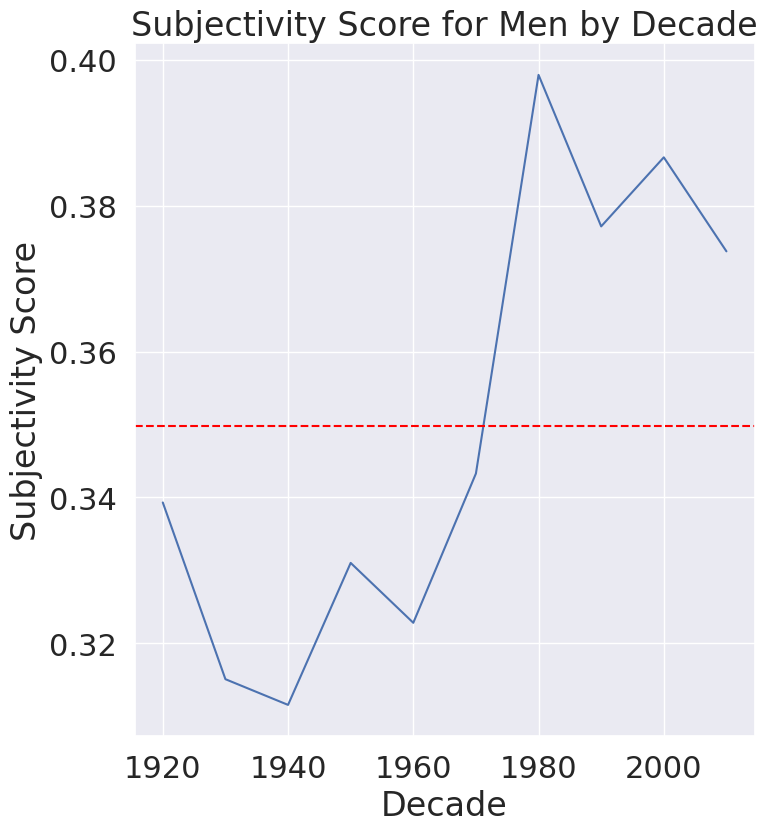 Subjectivity Score for Men by Decade
0.40
0.38
0.36
0.34
0.32
Subjectivity Score
1920 1940 1960 1980 2000
Decade